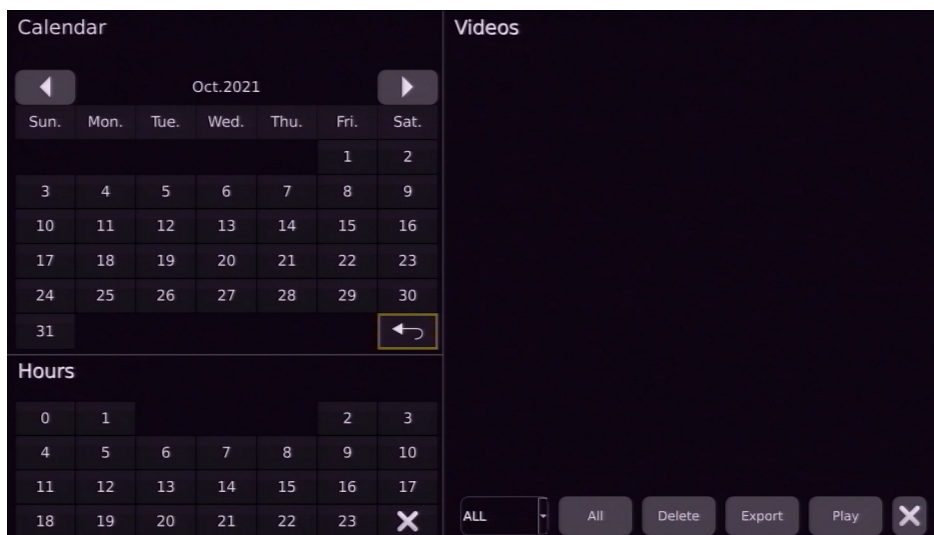 Calendar
Oct.2021
Sun. Mon. Tue. Wed. Thu. Fri. Sat.
1 2
3 4 5 6 7 8 9
10 11 12 13 14 15 16
17 18 19 20 21 22 23
24 25 26 27 28 29 30
31
Hours
0 1 2 3
4 5 6 7 8 9 10
11 12 13 14 15 16 17
18 19 20 21 22 23
Videos
ALL All Delete Export Play